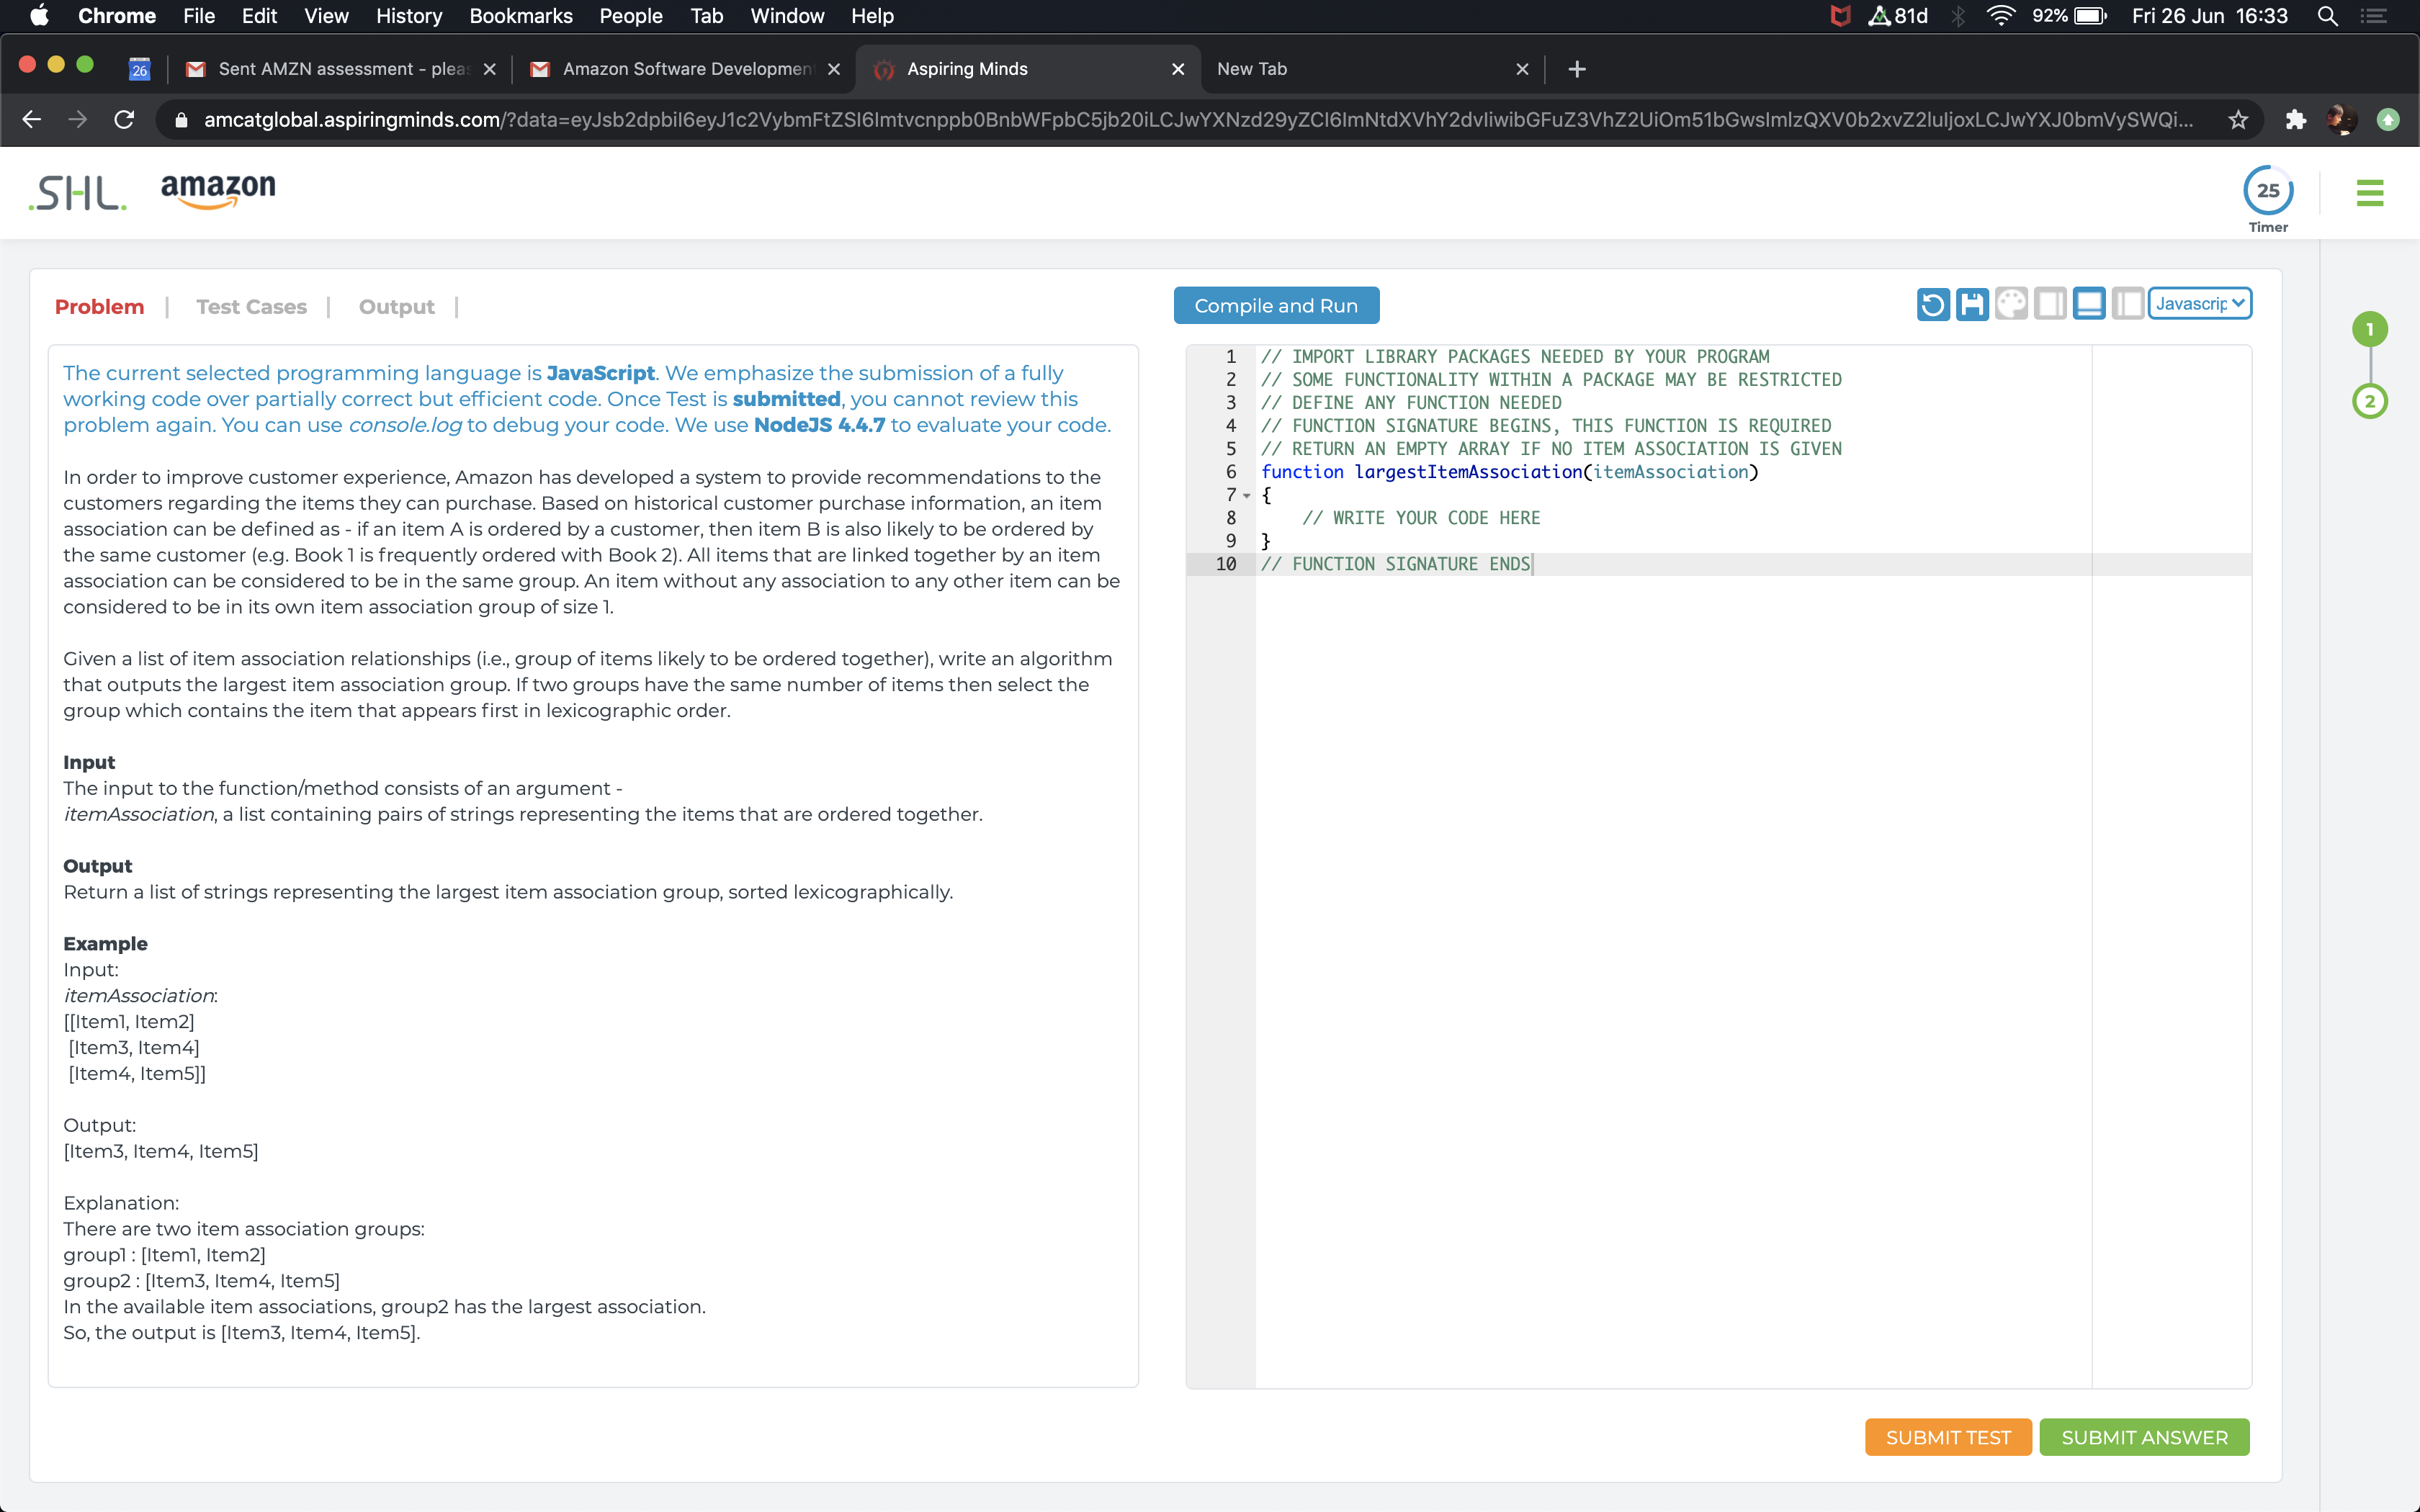 Chrome File Edit View History Bookmarks People Tab Window Help 81d 92% Fri 26 Jun 16:33
26 Sent AMZN assessment - pleas Amazon Software Developmen Aspiring Minds New Tab
.SHL. amazon 25
Timer
Problem | Test Cases | Output |
Compile and Run Javascrip
The current selected programming language is JavaScript. We emphasize the submission of a fully
working code over partially correct but efficient code. Once Test is submitted, you cannot review this
problem again. You can use console.log to debug your code. We use NodeJS 4.4.7 to evaluate your code.
In order to improve customer experience, Amazon has developed a system to provide recommendations to the
customers regarding the items they can purchase. Based on historical customer purchase information, an item
association can be defined as - if an item A is ordered by a customer, then item B is also likely to be ordered by
the same customer (e.g. Book 1 is frequently ordered with Book 2). All items that are linked together by an item
association can be considered to be in the same group. An item without any association to any other item can be
considered to be in its own item association group of size 1.
Given a list of item association relationships (i.e., group of items likely to be ordered together), write an algorithm
that outputs the largest item association group. If two groups have the same number of items then select the
group which contains the item that appears first in lexicographic order.
Input
The input to the function/method consists of an argument -
itemAssociation, a list containing pairs of strings representing the items that are ordered together.
Output
Return a list of strings representing the largest item association group, sorted lexicographically.
Example
Input:
itemAssociation:
[[Item1, Item2]
[Item3, Item4]
[Item4, Item5]]
Output:
[Item3, Item4, Item5]
Explanation:
There are two item association groups:
group1 : [Item1, Item2]
group2 : [Item3, Item4, Item5]
In the available item associations, group2 has the largest association.
So, the output is [Item3, Item4, Item5].
1 // IMPORT LIBRARY PACKAGES NEEDED BY YOUR PROGRAM
2 // SOME FUNCTIONALITY WITHIN A PACKAGE MAY BE RESTRICTED
3 // DEFINE ANY FUNCTION NEEDED
4 // FUNCTION SIGNATURE BEGINS, THIS FUNCTION IS REQUIRED
5 // RETURN AN EMPTY ARRAY IF NO ITEM ASSOCIATION IS GIVEN
6 function largestItemAssociation(itemAssociation)
7 {
8 // WRITE YOUR CODE HERE
9 }
10 // FUNCTION SIGNATURE ENDS
1
2
SUBMIT TEST SUBMIT ANSWER